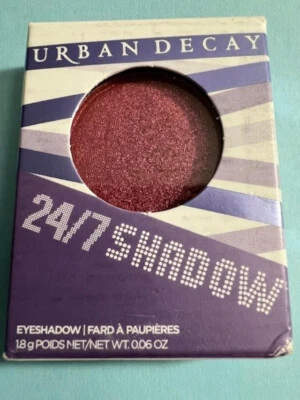 URBAN DECAY
24/7 SHADOW
EYESHADOW | FARD À PAUPIÈRES
1.8 g POIDS NET/NET WT. 0.06 OZ